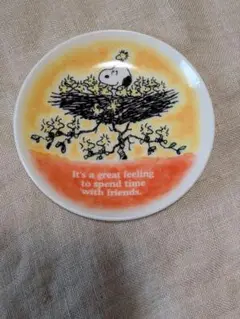 It's a great feeling
to spend time
with friends.